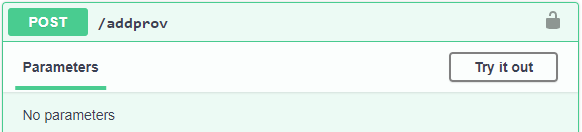 POST /addprov
Parameters Try it out
No parameters